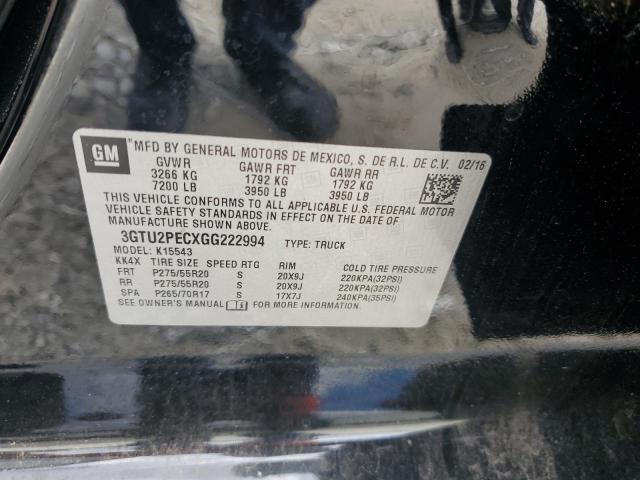 GM MFD BY GENERAL MOTORS DE MEXICO, S. DE R.L. DE C.V. 02/16
GVWR GAWR FRT GAWR RR
3266 KG 1792 KG 1792 KG
7200 LB 3950 LB 3950 LB
THIS VEHICLE CONFORMS TO ALL APPLICABLE U.S. FEDERAL MOTOR
VEHICLE SAFETY STANDARDS IN EFFECT ON THE DATE OF
MANUFACTURE SHOWN ABOVE.
3GTU2PECXGG222994 TYPE: TRUCK
MODEL: K15543
KK4X TIRE SIZE SPEED RTG RIM COLD TIRE PRESSURE
FRT P275/55R20 S 20X9J 220KPA(32PSI)
RR P275/55R20 S 20X9J 220KPA(32PSI)
SPA P265/70R17 S 17X7J 240KPA(35PSI)
SEE OWNER'S MANUAL FOR MORE INFORMATION.